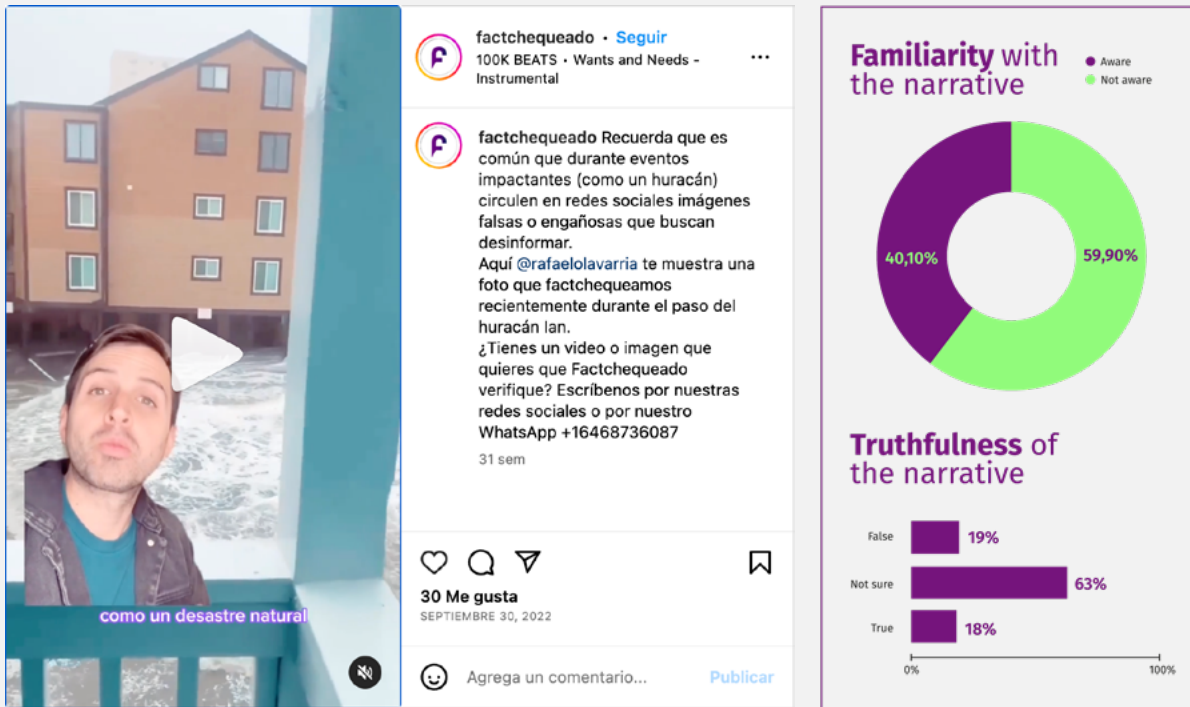 como un desastre natural
factchequeado • Seguir
100K BEATS • Wants and Needs -
Instrumental
factchequeado Recuerda que es
común que durante eventos
impactantes (como un huracán)
circulen en redes sociales imágenes
falsas o engañosas que buscan
desinformar.
Aquí @rafaelolavarria te muestra una
foto que factchequeamos
recientemente durante el paso del
huracán Ian.
¿Tienes un video o imagen que
quieres que Factchequeado
verifique? Escríbenos por nuestras
redes sociales o por nuestro
WhatsApp +16468736087
31 sem
30 Me gusta
SEPTIEMBRE 30, 2022
Agrega un comentario...
Publicar
Familiarity with
the narrative
Aware
Not aware
40,10%
59,90%
Truthfulness of
the narrative
False
19%
Not sure
63%
True
18%
0%
100%